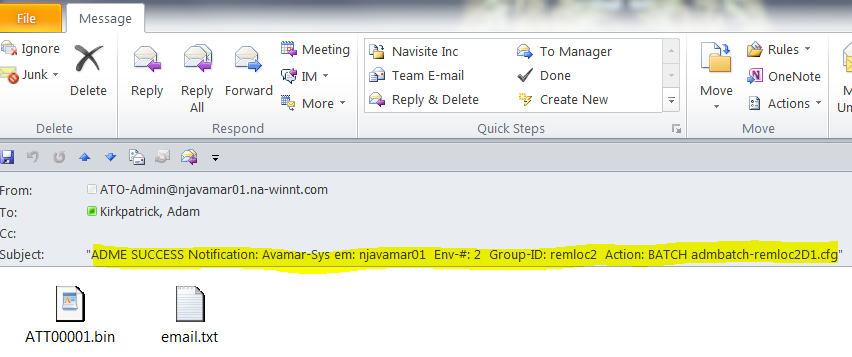 File Message
Ignore
Junk
Delete
Reply
Reply All
Forward
Meeting
IM
More
Navisite Inc
Team E-mail
Reply & Delete
To Manager
Done
Create New
Move
Rules
OneNote
Actions
M
Un
Delete Respond Quick Steps Move
From: ATO-Admin@njavamar01.na-winnt.com
To: Kirkpatrick, Adam
Cc:
Subject: "ADME SUCCESS Notification: Avamar-Sys em: njavamar01 Env-#: 2 Group-ID: remloc2 Action: BATCH admbatch-remloc2D1.cfg"
ATT00001.bin email.txt